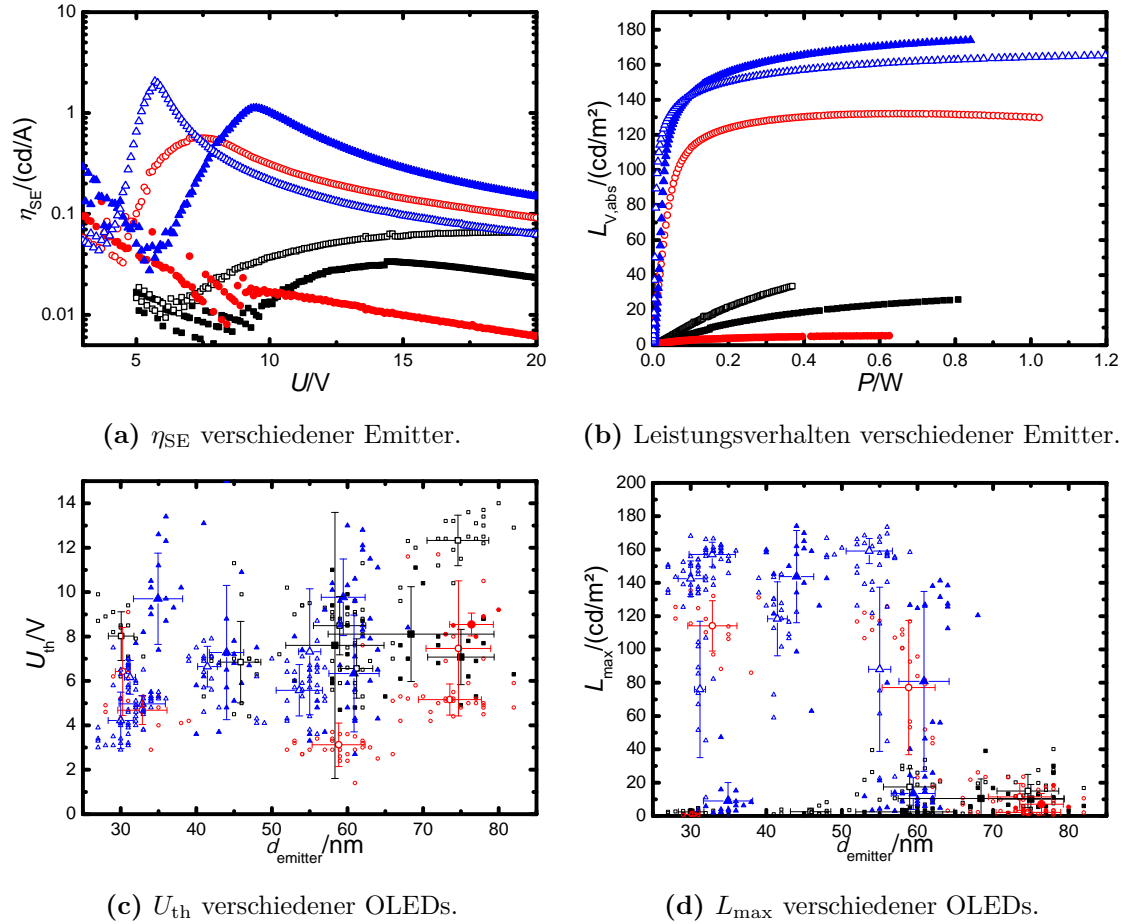 10
1
0.1
0.01
η_SE/(cd/A)
5 10 15 20
U/V
200
180
160
140
120
100
80
60
40
20
0
L_V,abs/(cd/m²)
0.0 0.2 0.4 0.6 0.8 1.0 1.2
P/W
(a) η_SE verschiedener Emitter.
(b) Leistungsverhalten verschiedener Emitter.
14
12
10
8
6
4
2
0
U_th/V
30 40 50 60 70 80
d_emitter/nm
200
180
160
140
120
100
80
60
40
20
0
L_max/(cd/m²)
30 40 50 60 70 80
d_emitter/nm
(c) U_th verschiedener OLEDs.
(d) L_max verschiedener OLEDs.